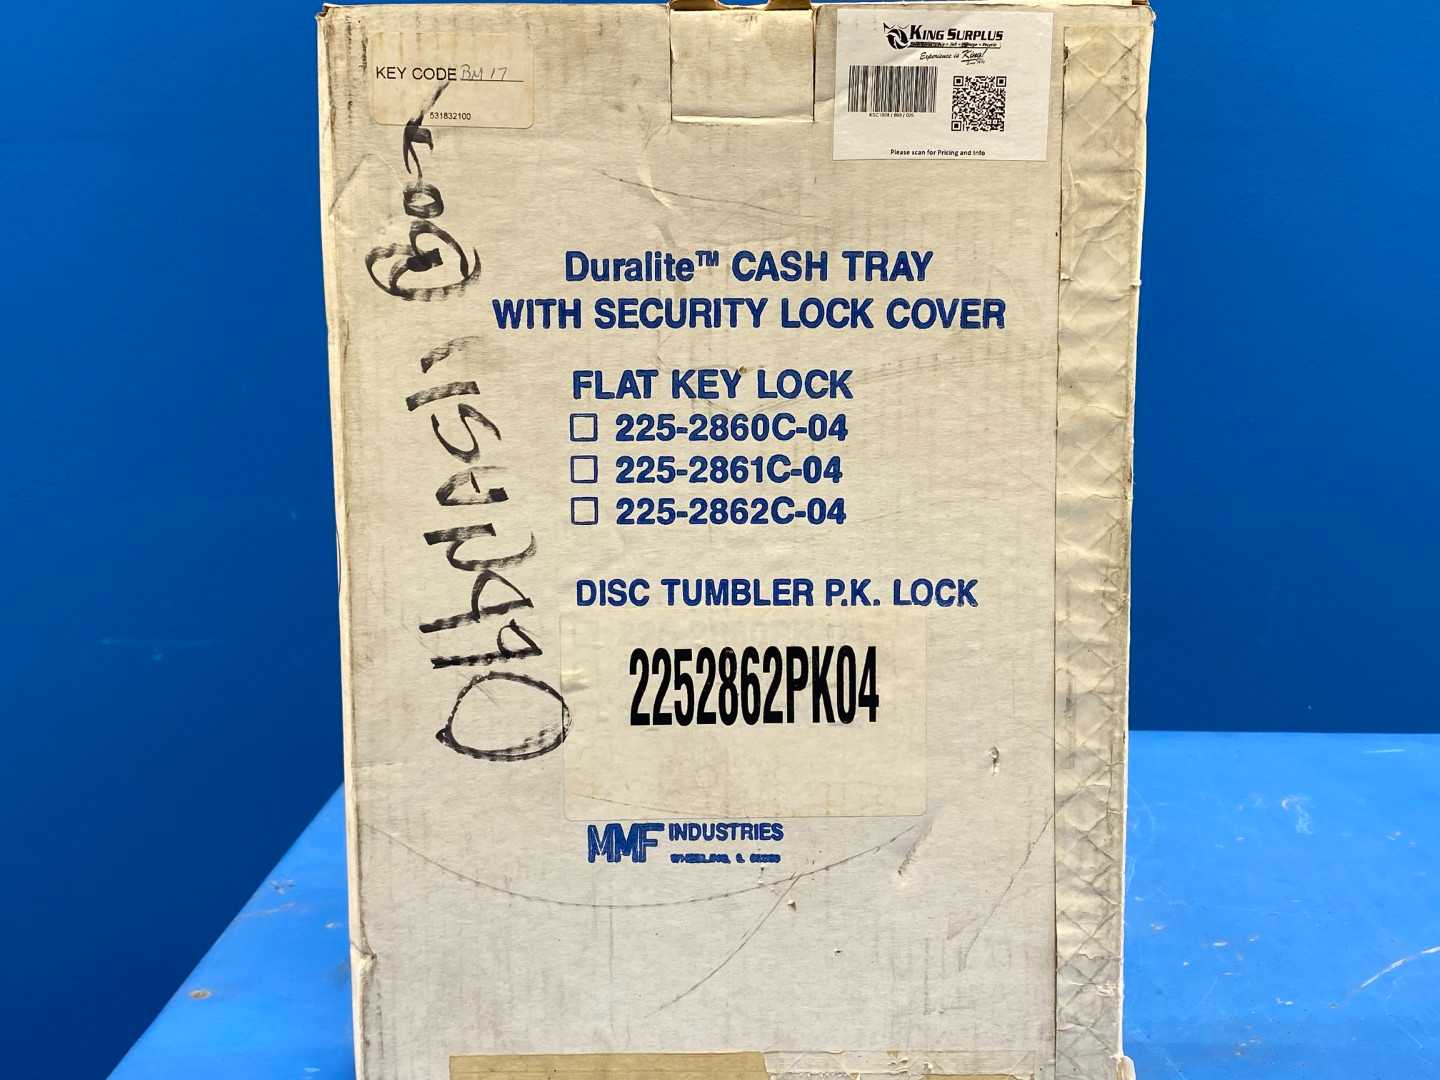 KEY CODE BM 17
531832100
KING SURPLUS
Experience is King!
Please scan for Pricing and Info
Duralite™ CASH TRAY
WITH SECURITY LOCK COVER
FLAT KEY LOCK
225-2860C-04
225-2861C-04
225-2862C-04
DISC TUMBLER P.K. LOCK
2252862PK04
MMF INDUSTRIES